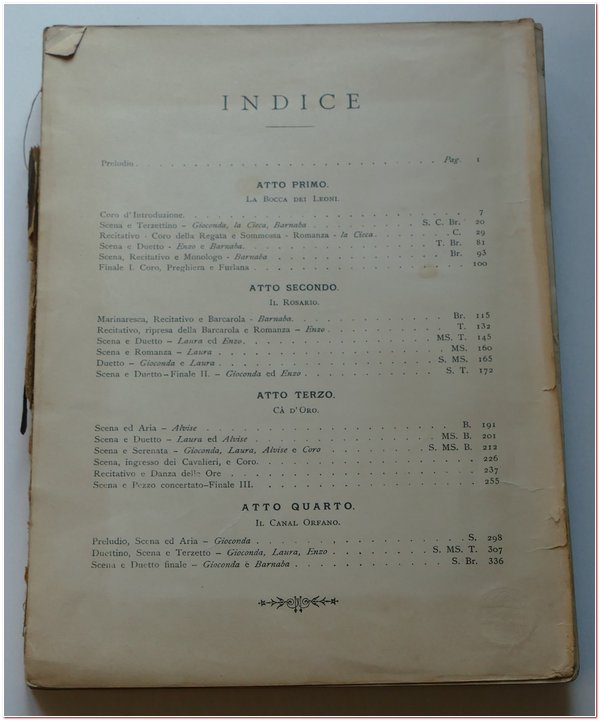 INDICE
Preludio . . . . . Pag. 1
ATTO PRIMO.
La Bocca dei Leoni.
Coro d'Introduzione. . . . . 7
Scena e Terzettino - Gioconda, la Cieca, Barnaba . . . . . S. C. Br. 20
Recitativo - Coro della Regata e Sommossa - Romanza - la Cieca . . . . . C. 29
Scena e Duetto - Enzo e Barnaba. . . . . T. Br. 81
Scena, Recitativo e Monologo - Barnaba . . . . . Br. 93
Finale I. Coro, Preghiera e Furlana . . . . . 100
ATTO SECONDO.
Il Rosario.
Marinaresca, Recitativo e Barcarola - Barnaba. . . . . Br. 115
Recitativo, ripresa della Barcarola e Romanza – Enzo . . . . . T. 132
Scena e Duetto – Laura ed Enzo. . . . . MS. T. 145
Scena e Romanza – Laura . . . . . MS. 160
Duetto – Gioconda e Laura . . . . . S. MS. 165
Scena e Duetto–Finale II. – Gioconda ed Enzo . . . . . S. T. 172
ATTO TERZO.
Cà d'Oro.
Scena ed Aria – Alvise . . . . . B. 191
Scena e Duetto – Laura ed Alvise . . . . . MS. B. 201
Scena e Serenata – Gioconda, Laura, Alvise e Coro . . . . . S. MS. B. 212
Scena, ingresso dei Cavalieri, e Coro. . . . . 226
Recitativo e Danza delle Ore . . . . . 237
Scena e Pezzo concertato–Finale III. . . . . 255
ATTO QUARTO.
Il Canal Orfano.
Preludio, Scena ed Aria – Gioconda . . . . . S. 298
Duettino, Scena e Terzetto – Gioconda, Laura, Enzo . . . . . S. MS. T. 307
Scena e Duetto finale – Gioconda e Barnaba . . . . . S. Br. 336